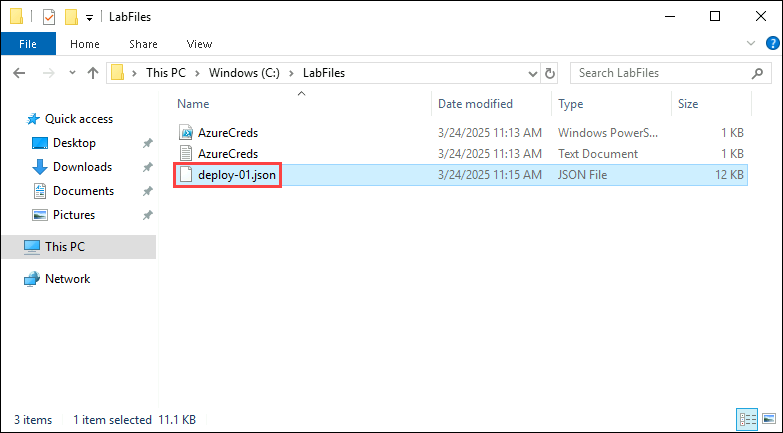 LabFiles
File Home Share View
This PC Windows (C:) LabFiles Search LabFiles
Name Date modified Type Size
Quick access
Desktop
Downloads
Documents
Pictures
This PC
Network
AzureCreds 3/24/2025 11:13 AM Windows PowerS... 1 KB
AzureCreds 3/24/2025 11:13 AM Text Document 1 KB
deploy-01.json 3/24/2025 11:15 AM JSON File 12 KB
3 items 1 item selected 11.1 KB